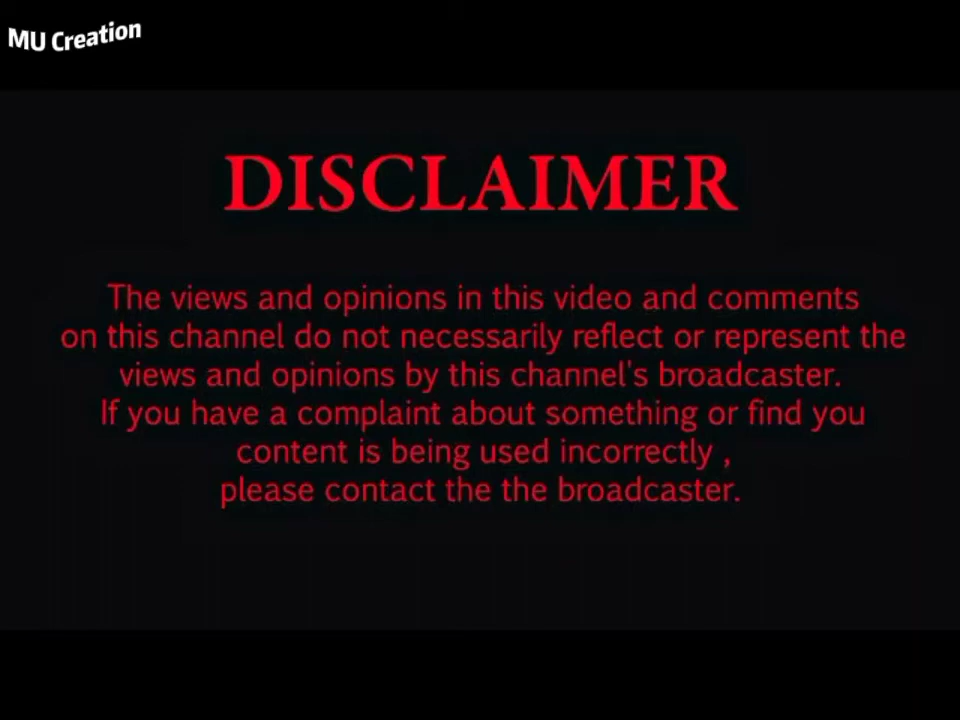 MU Creation
DISCLAIMER
The views and opinions in this video and comments
on this channel do not necessarily reflect or represent the
views and opinions by this channel's broadcaster.
If you have a complaint about something or find you
content is being used incorrectly ,
please contact the the broadcaster.